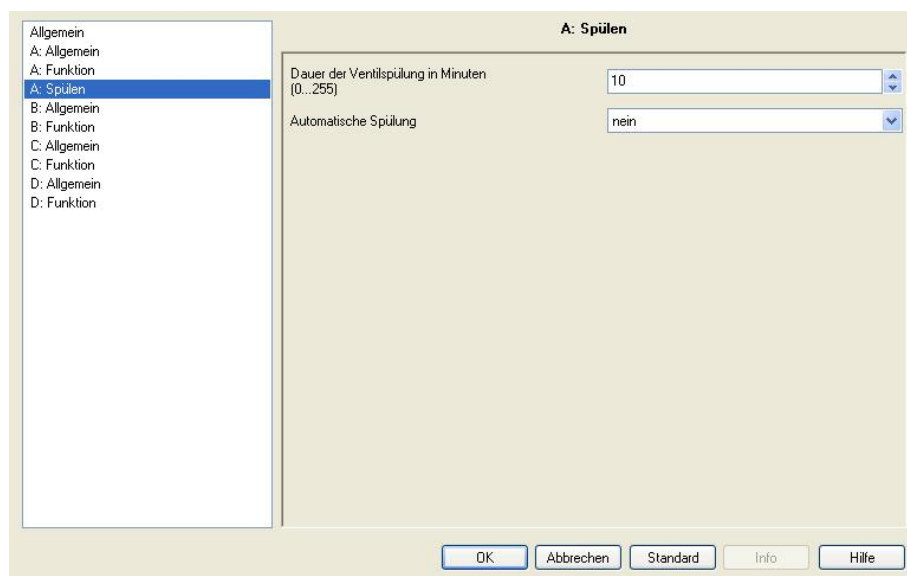 Allgemein
A: Allgemein
A: Funktion
A: Spülen
B: Allgemein
B: Funktion
C: Allgemein
C: Funktion
D: Allgemein
D: Funktion
A: Spülen
Dauer der Ventilspülung in Minuten
(0...255)
10
Automatische Spülung
nein
OK
Abbrechen
Standard
Info
Hilfe